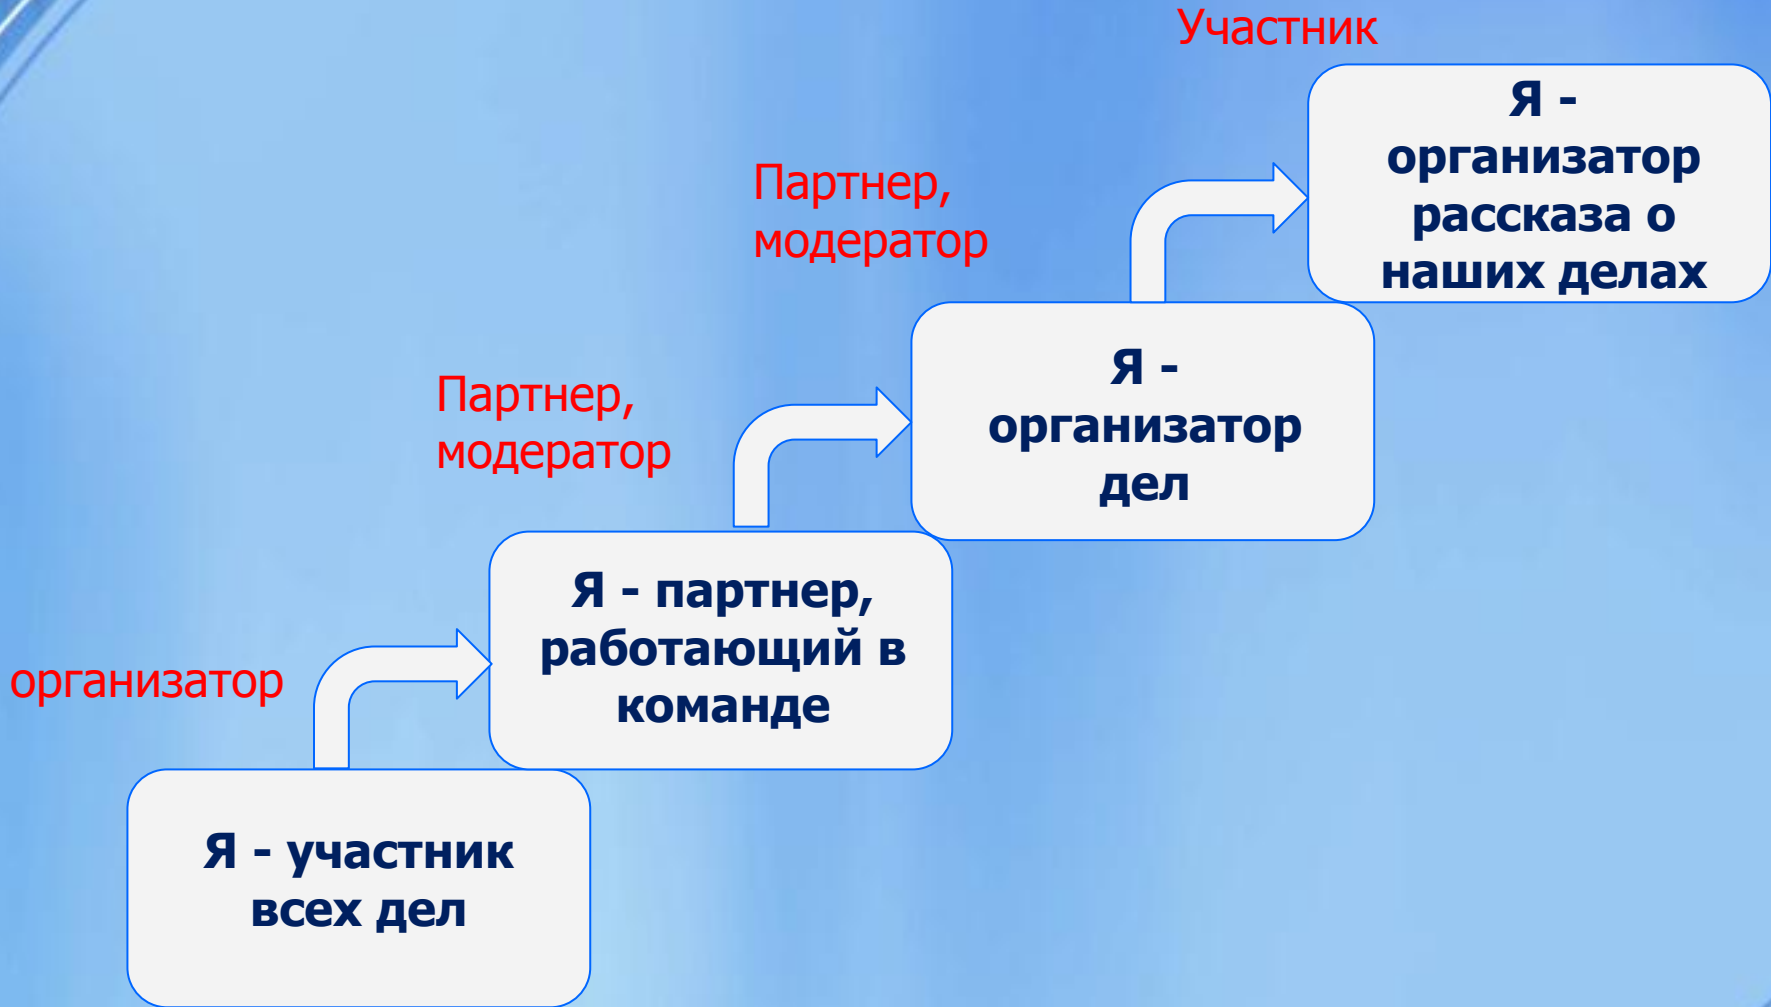 Участник
Я -
организатор
рассказа о
наших делах
Партнер,
модератор
Я -
организатор
дел
Партнер,
модератор
Я - партнер,
работающий в
команде
организатор
Я - участник
всех дел